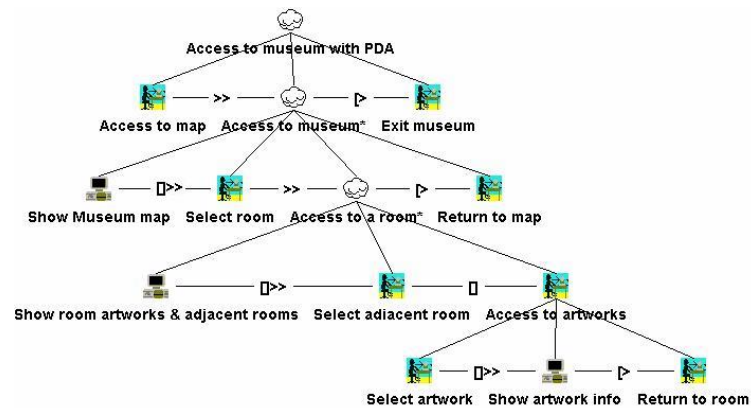 Access to museum with PDA
>> [>
Access to map Access to museum* Exit museum
[]>> >> [>
Show Museum map Select room Access to a room* Return to map
[]>> []
Show room artworks & adjacent rooms Select adiacent room Access to artworks
[]>> [>
Select artwork Show artwork info Return to room